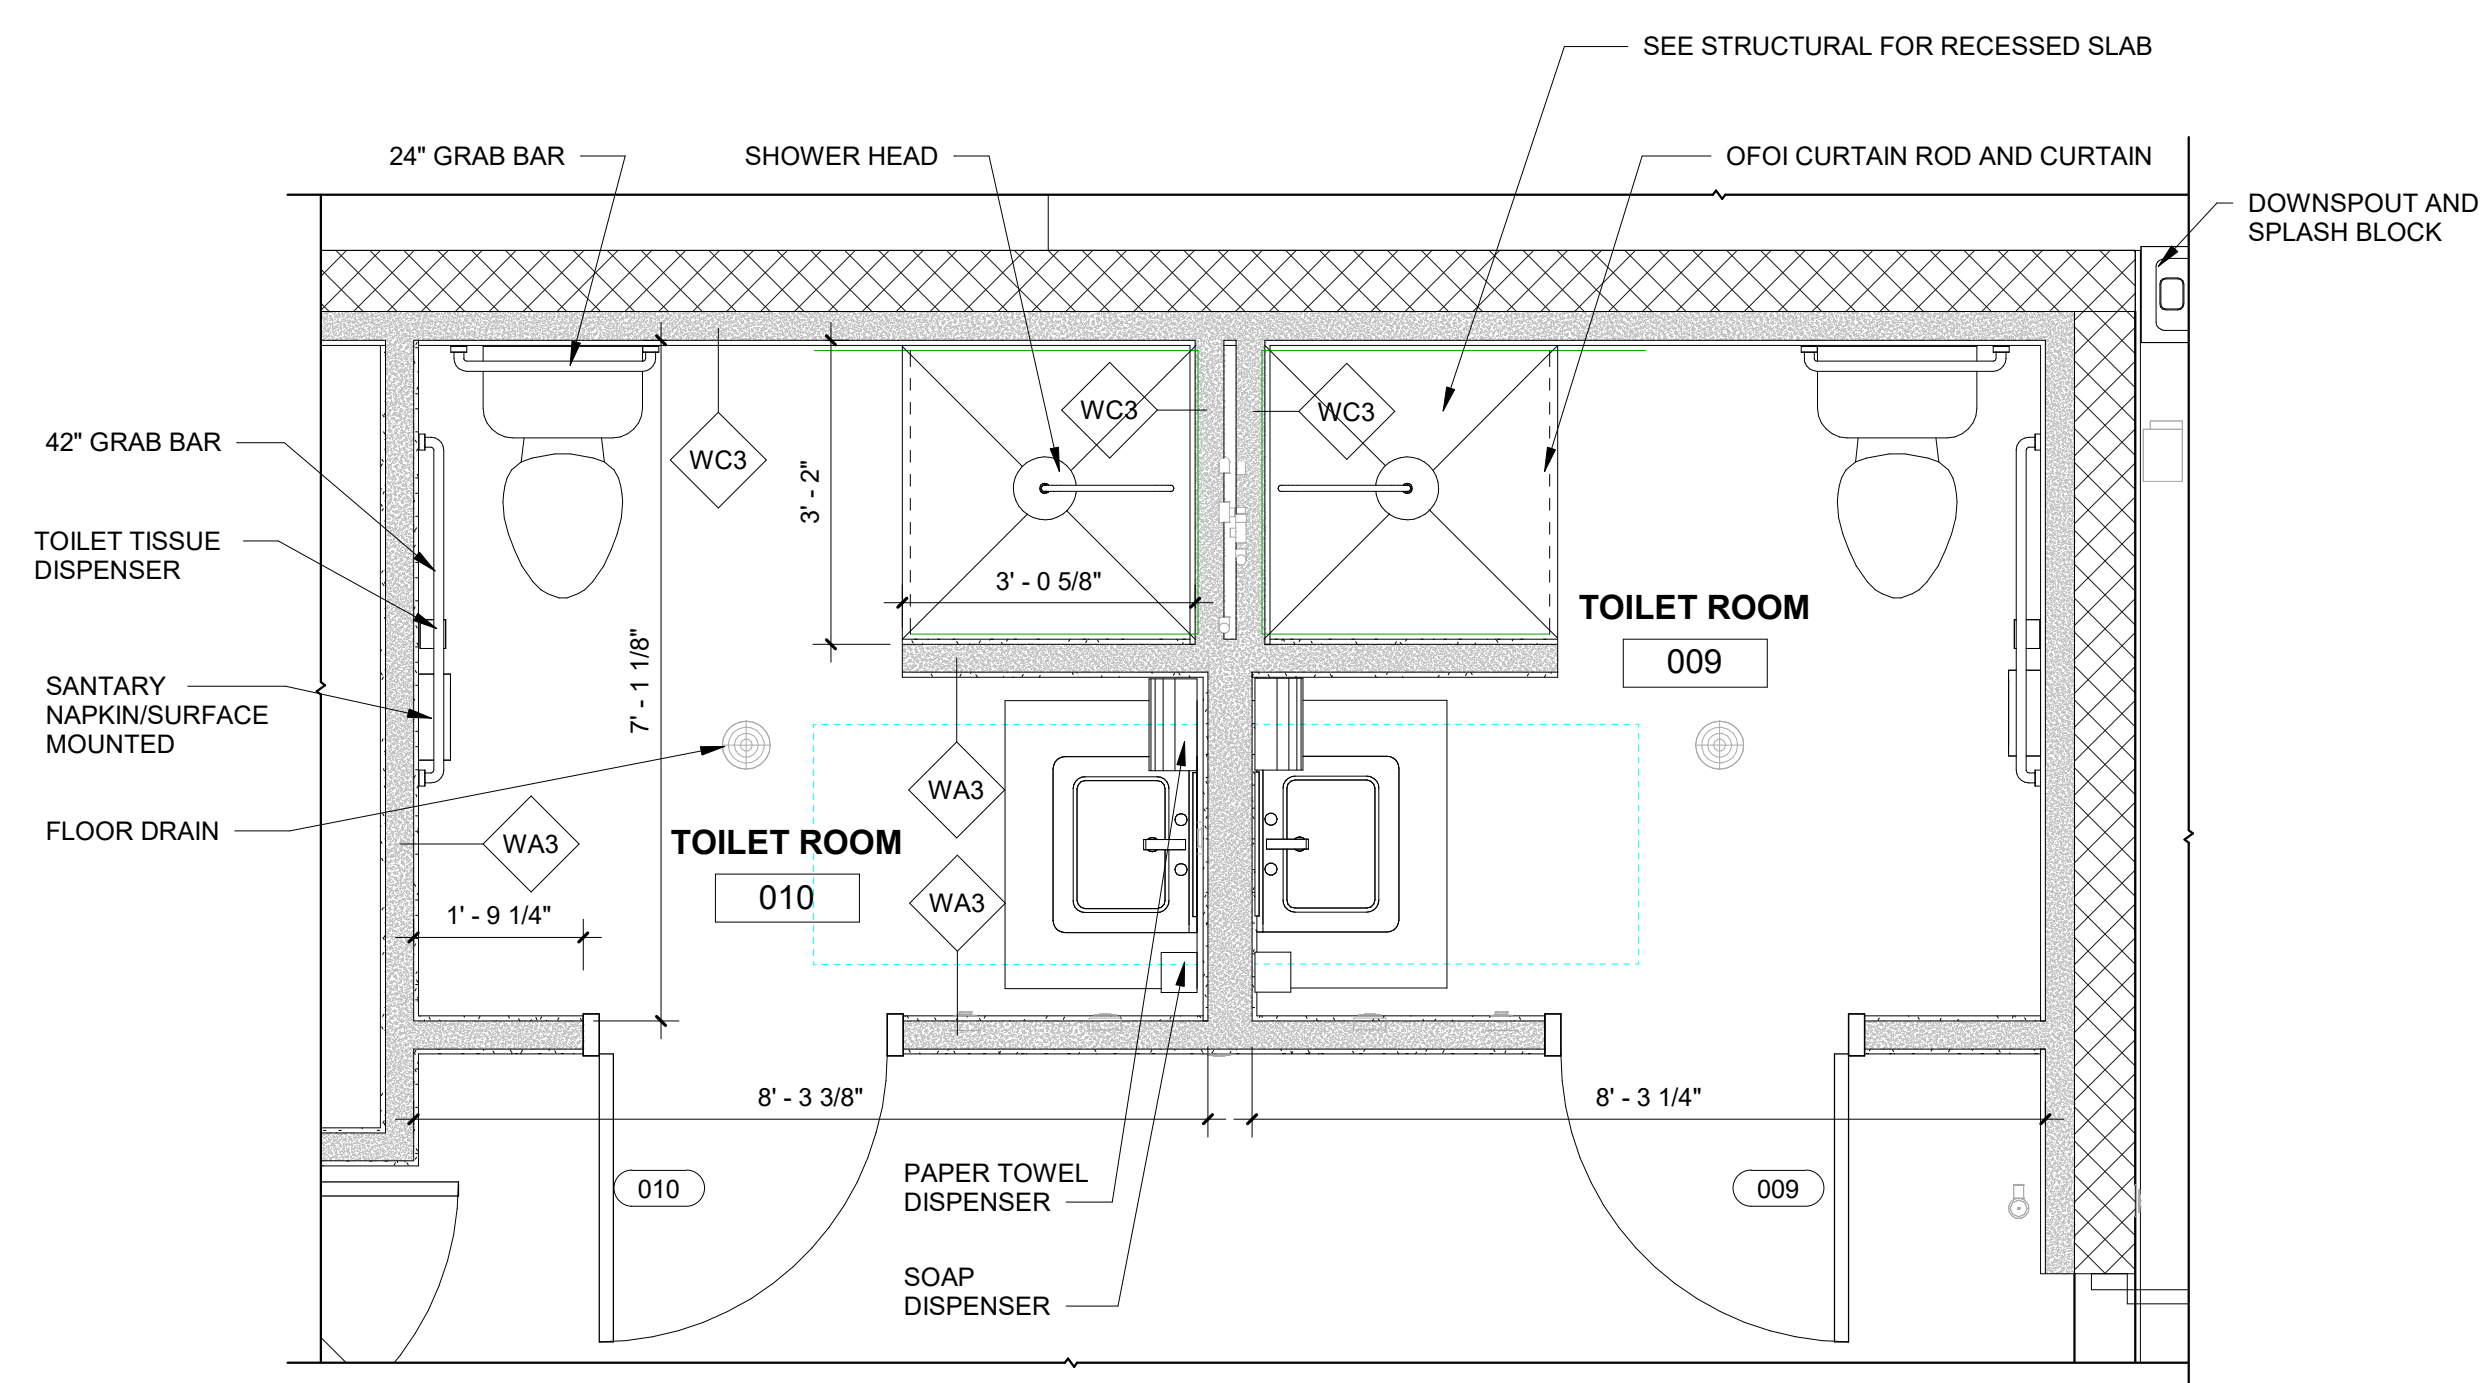 SEE STRUCTURAL FOR RECESSED SLAB
24" GRAB BAR
SHOWER HEAD
OFOI CURTAIN ROD AND CURTAIN
DOWNSPOUT AND
SPLASH BLOCK
42" GRAB BAR
WC3
WC3
WC3
3' - 2"
TOILET TISSUE
DISPENSER
3' - 0 5/8"
TOILET ROOM
009
7' - 1 1/8"
SANTARY
NAPKIN/SURFACE
MOUNTED
WA3
FLOOR DRAIN
WA3
TOILET ROOM
010
WA3
1' - 9 1/4"
8' - 3 3/8"
8' - 3 1/4"
010
PAPER TOWEL
DISPENSER
009
SOAP
DISPENSER